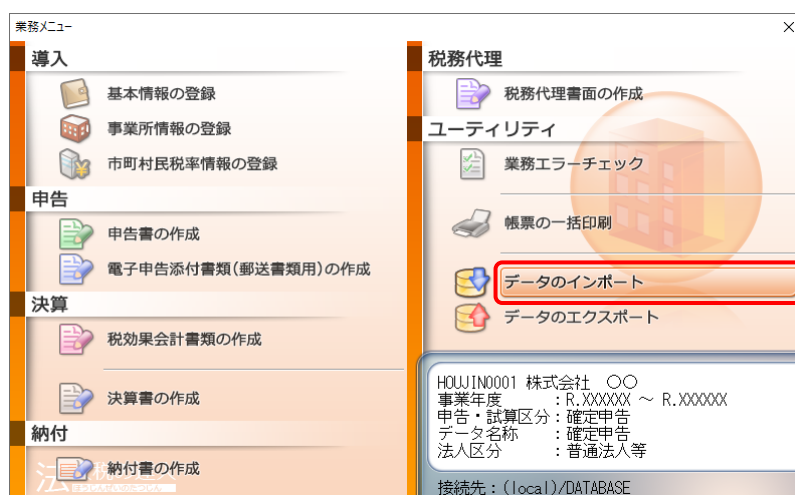 業務メニュー
導入
基本情報の登録
事業所情報の登録
市町村民税率情報の登録
申告
申告書の作成
電子申告添付書類(郵送書類用)の作成
決算
税効果会計書類の作成
決算書の作成
納付
納付書の作成
税務代理
税務代理書面の作成
ユーティリティ
業務エラーチェック
帳票の一括印刷
データのインポート
データのエクスポート
HOUJIN0001 株式会社 ○○
事業年度 :R.XXXXXX ~ R.XXXXXX
申告・試算区分:確定申告
データ名称 :確定申告
法人区分 :普通法人等
接続先:(local)/DATABASE